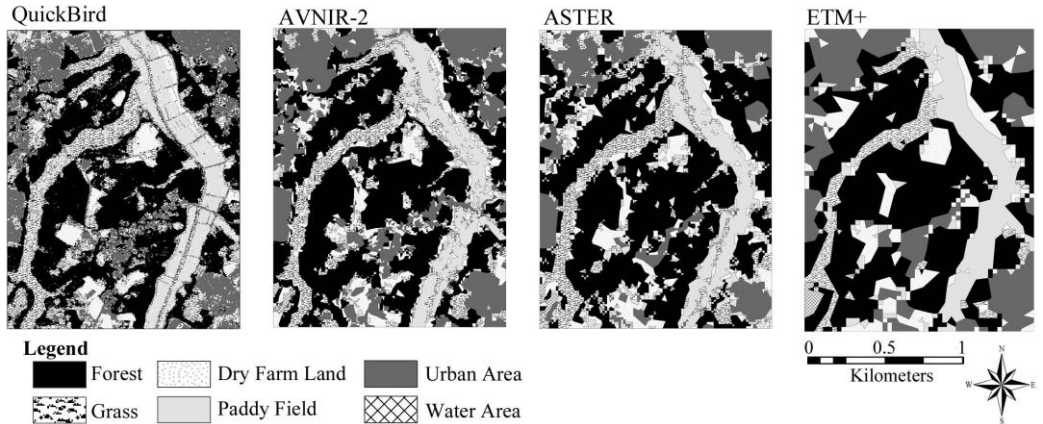 QuickBird
AVNIR-2
ASTER
ETM+
Legend
Forest
Dry Farm Land
Urban Area
Grass
Paddy Field
Water Area
0 0.5 1
Kilometers
N
W E
S